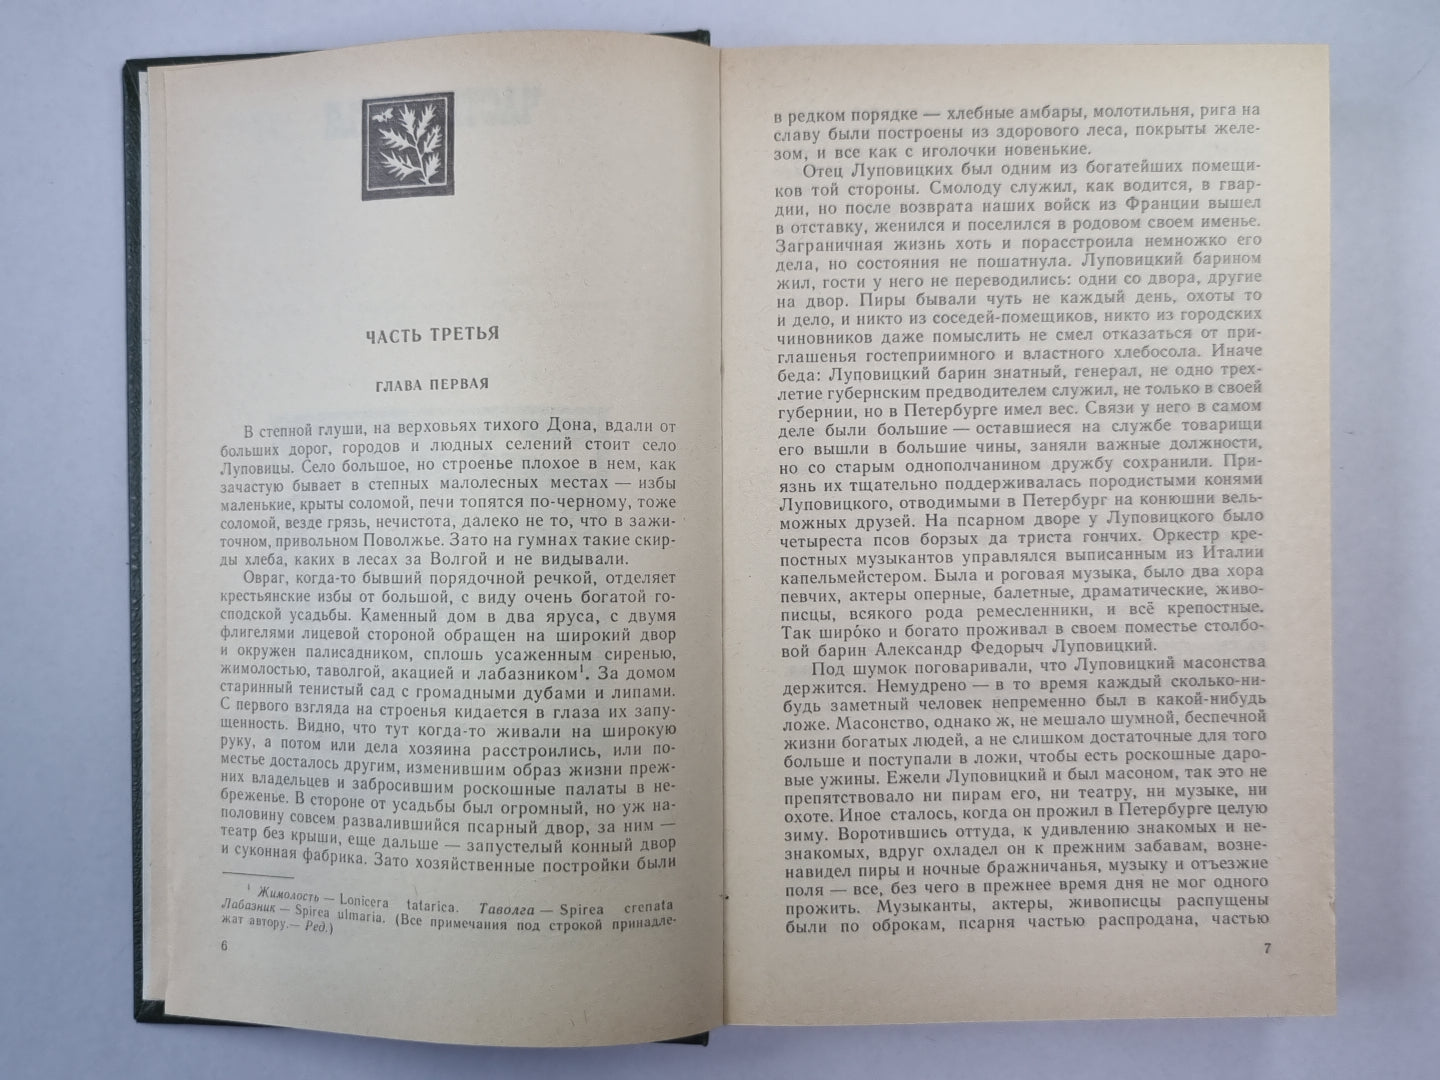 ЧАСТЬ ТРЕТЬЯ
ГЛАВА ПЕРВАЯ
В степной глуши, на верховьях тихого Дона, вдали от
больших дорог, городов и людных селений стоит село
Луповицы. Село большое, но строенье плохое в нем, как
зачастую бывает в степных малолесных местах — избы
маленькие, крыты соломой, печи топятся по-черному, тоже
соломой, везде грязь, нечистота, далеко не то, что в зажи-
точном, привольном Поволжье. Зато на гумнах такие скир-
ды хлеба, каких в лесах за Волгой и не видывали.
Овраг, когда-то бывший порядочной речкой, отделяет
крестьянские избы от большой, с виду очень богатой го-
сподской усадьбы. Каменный дом в два яруса, с двумя
флигелями лицевой стороной обращен на широкий двор
и окружен палисадником, сплошь усаженным сиренью,
жимолостью, таволгой, акацией и лабазником¹. За домом
старинный тенистый сад с громадными дубами и липами.
С первого взгляда на строенья кидается в глаза их запу-
щенность. Видно, что тут когда-то живали на широкую
руку, а потом или дела хозяина расстроились, или по-
местье досталось другим, изменившим образ жизни преж-
них владельцев и забросившим роскошные палаты в не-
бреженье. В стороне от усадьбы был огромный, но уж на-
половину совсем развалившийся псарный двор, за ним —
театр без крыши, еще дальше — запустелый конный двор
и суконная фабрика. Зато хозяйственные постройки были
¹ Жимолость — Lonicera tatarica. Таволга — Spirea crenata
Лабазник — Spirea ulmaria. (Все примечания под строкой принадле-
жат автору.— Ред.)
6
в редком порядке — хлебные амбары, молотильня, рига на
славу были построены из здорового леса, покрыты желе-
зом, и все как с иголочки новенькие.
Отец Луповицких был одним из богатейших помещи-
ков той стороны. Смолоду служил, как водится, в гвар-
дии, но после возврата наших войск из Франции вышел
в отставку, женился и поселился в родовом своем именье.
Заграничная жизнь хоть и порасстроила немножко его
дела, но состояния не пошатнула. Луповицкий барином
жил, гости у него не переводились: одни со двора, другие
на двор. Пиры бывали чуть не каждый день, охоты то
и дело, и никто из соседей-помещиков, никто из городских
чиновников даже помыслить не смел отказаться от при-
глашенья гостеприимного и властного хлебосола. Иначе
беда: Луповицкий барин знатный, генерал, не одно трех-
летие губернским предводителем служил, не только в своей
губернии, но и в Петербурге имел вес. Связи у него в самом
деле были большие — оставшиеся на службе товарищи
его вышли в большие чины, заняли важные должности,
но со старым однополчанином дружбу сохранили. При-
язнь их тщательно поддерживалась породистыми конями
Луповицкого, отводимыми в Петербург на конюшни вель-
можных друзей. На псарном дворе у Луповицкого было
четыреста псов борзых да триста гончих. Оркестр кре-
постных музыкантов управлялся выписанным из Италии
капельмейстером. Была и роговая музыка, было два хора
певчих, актеры оперные, балетные, драматические, живо-
писцы, всякого рода ремесленники, и всё крепостные.
Так широ́ко и богато проживал в своем поместье столбо-
вой барин Александр Федорыч Луповицкий.
Под шумок поговаривали, что Луповицкий масонства
держится. Немудрено — в то время каждый сколько-ни-
будь заметный человек непременно был в какой-нибудь
ложе. Масонство, однако ж, не мешало шумной, беспечной
жизни богатых людей, а не слишком достаточные для того
больше и поступали в ложи, чтобы есть роскошные даро-
вые ужины. Ежели Луповицкий и был масоном, так это не
препятствовало ни пирам его, ни театру, ни музыке, ни
охоте. Иное сталось, когда он прожил в Петербурге целую
зиму. Воротившись оттуда, к удивлению знакомых и не-
знакомых, вдруг охладел он к прежним забавам, возне-
навидел пиры и ночные бражничанья, музыку и отъезжие
поля — все, без чего в прежнее время дня не мог одного
прожить. Музыканты, актеры, живописцы распущены
были по оброкам, псарня частью распродана, частью
7